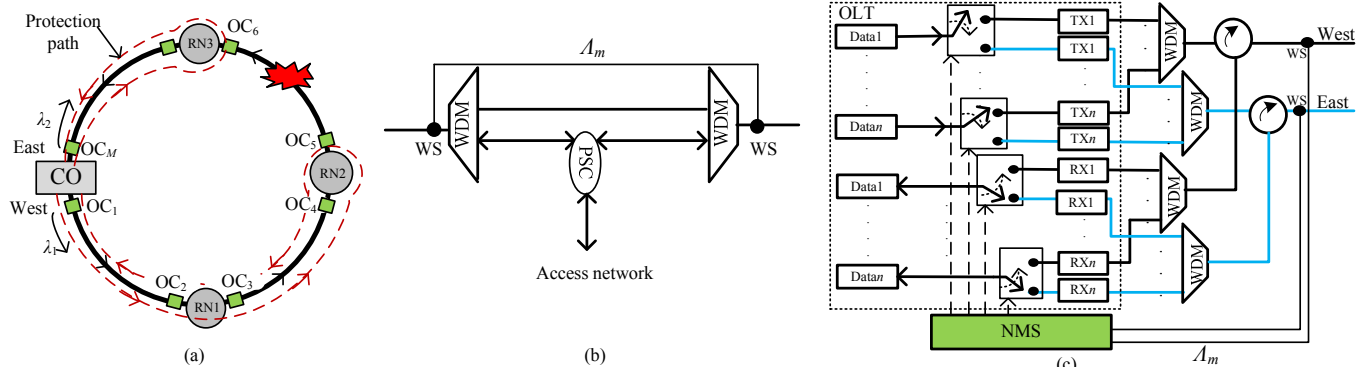 Protection
path
RN3
OC6
λ2
East
OCM
CO
West
OC1
λ1
OC5
RN2
OC4
OC2
OC3
RN1
(a)
Λm
WDM
WDM
WS
WS
PSC
Access network
(b)
OLT
Data1
TX1
WDM
West
TX1
WS
WS
East
Datan
TXn
WDM
TXn
Data1
RX1
WDM
RX1
Datan
RXn
WDM
RXn
NMS
Λm
(c)